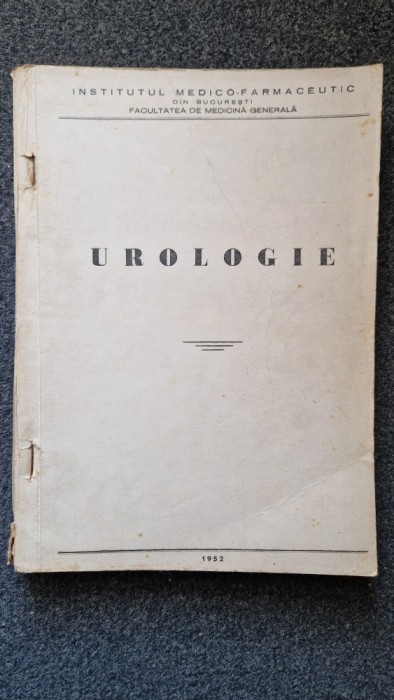 INSTITUTUL MEDICO-FARMACEUTIC
DIN BUCUREȘTI
FACULTATEA DE MEDICINĂ GENERALĂ
UROLOGIE
1952